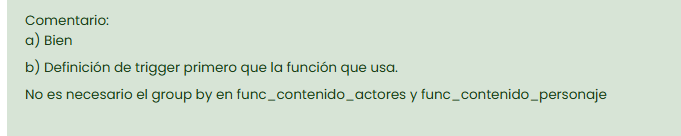 Comentario:
a) Bien
b) Definición de trigger primero que la función que usa.
No es necesario el group by en func_contenido_actores y func_contenido_personaje